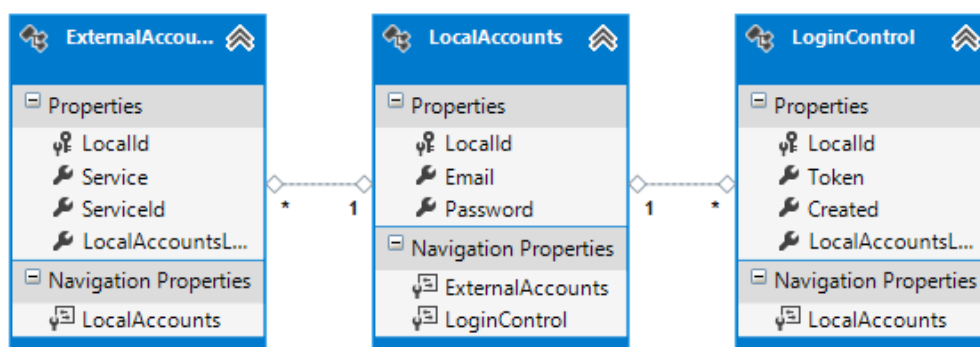 ExternalAccou...
Properties
LocalId
Service
ServiceId
LocalAccountsL...
Navigation Properties
LocalAccounts
* 1
LocalAccounts
Properties
LocalId
Email
Password
Navigation Properties
ExternalAccounts
LoginControl
1 *
LoginControl
Properties
LocalId
Token
Created
LocalAccountsL...
Navigation Properties
LocalAccounts